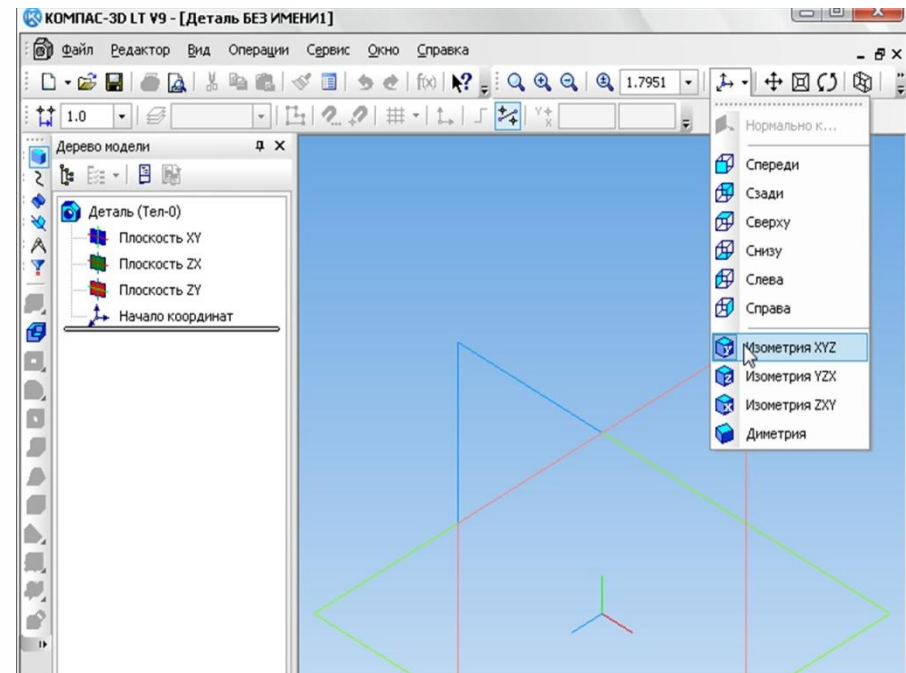 КОМПАС-3D LT V9 - [Деталь БЕЗ ИМЕНИ1]
Файл Редактор Вид Операции Сервис Окно Справка
f(x) 1.7951
1.0
Дерево модели
Деталь (Тел-0)
Плоскость XY
Плоскость ZX
Плоскость ZY
Начало координат
Нормально к...
Спереди
Сзади
Сверху
Снизу
Слева
Справа
Изометрия XYZ
Изометрия YZX
Изометрия ZXY
Диметрия